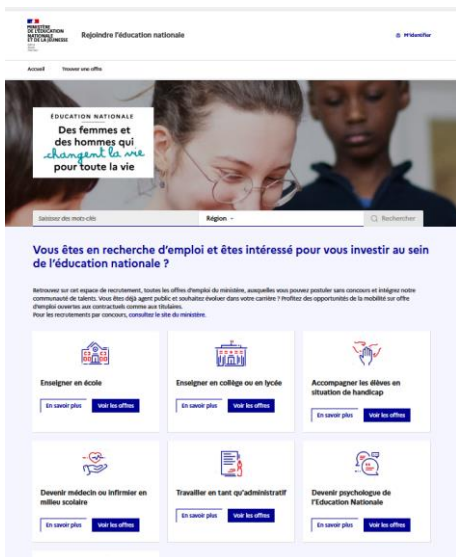 MINISTÈRE
DE L'ÉDUCATION
NATIONALE
ET DE LA JEUNESSE
Rejoindre l'éducation nationale
M'identifier
Accueil
Trouver une offre
ÉDUCATION NATIONALE
Des femmes et
des hommes qui
changent la vie
pour toute la vie
Saisissez des mots-clés
Région
Rechercher
Vous êtes en recherche d'emploi et êtes intéressé pour vous investir au sein
de l'éducation nationale ?
Retrouvez sur cet espace de recrutement, toutes les offres d'emploi du ministère, auxquelles vous pouvez postuler sans concours et intégrez notre
communauté de talents. Vous êtes déjà agent public et souhaitez évoluer dans votre carrière ? Profitez des opportunités de la mobilité sur offre
d'emploi ouvertes aux contractuels comme aux titulaires.
Pour les recrutements par concours, consultez le site du ministère.
Enseigner en école
En savoir plus
Voir les offres
Enseigner en collège ou en lycée
En savoir plus
Voir les offres
Accompagner les élèves en
situation de handicap
En savoir plus
Voir les offres
Devenir médecin ou infirmier en
milieu scolaire
En savoir plus
Voir les offres
Travailler en tant qu'administratif
En savoir plus
Voir les offres
Devenir psychologue de
l'Education Nationale
En savoir plus
Voir les offres